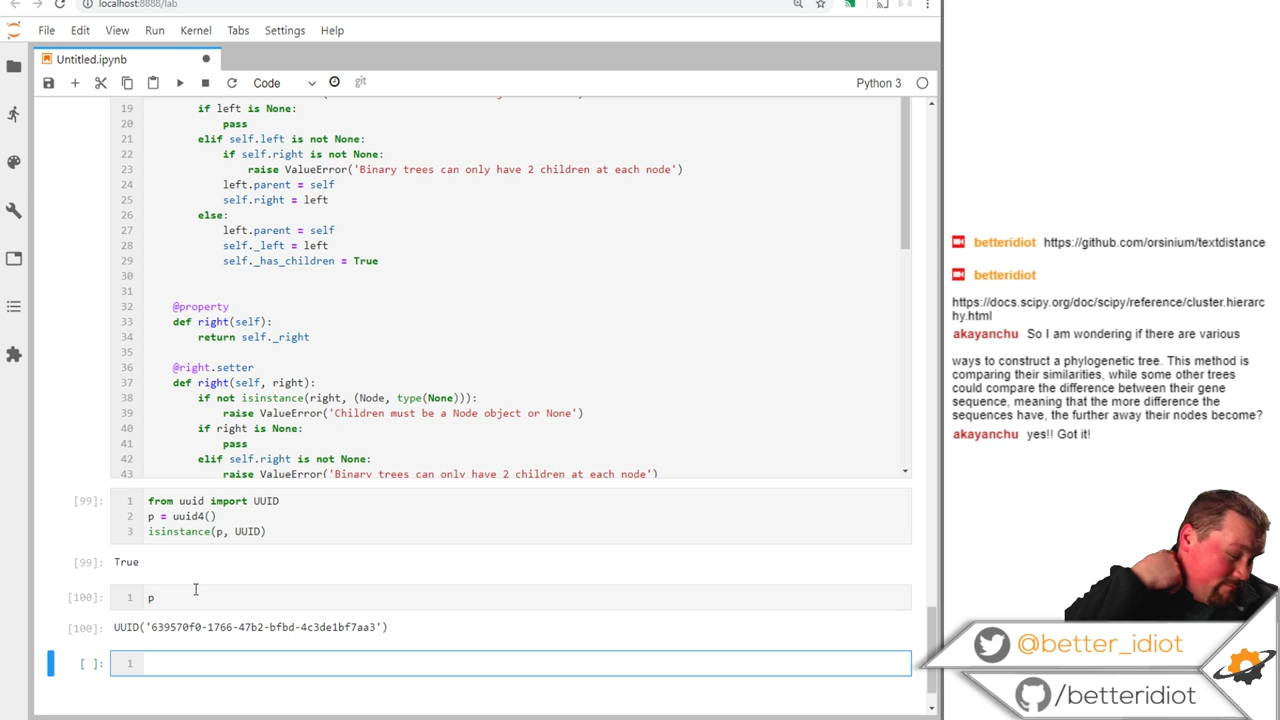 localhost:8888/lab
File Edit View Run Kernel Tabs Settings Help
Untitled.ipynb
Code git Python 3
19 if left is None:
20 pass
21 elif self.left is not None:
22 if self.right is not None:
23 raise ValueError('Binary trees can only have 2 children at each node')
24 left.parent = self
25 self.right = left
26 else:
27 left.parent = self
28 self._left = left
29 self._has_children = True
30
31
32 @property
33 def right(self):
34 return self._right
35
36 @right.setter
37 def right(self, right):
38 if not isinstance(right, (Node, type(None))):
39 raise ValueError('Children must be a Node object or None')
40 if right is None:
41 pass
42 elif self.right is not None:
43 raise ValueError('Binary trees can only have 2 children at each node')
[99]: 1 from uuid import UUID
2 p = uuid4()
3 isinstance(p, UUID)
[99]: True
[100]: 1 p
[100]: UUID('639570f0-1766-47b2-bfbd-4c3de1bf7aa3')
[ ]: 1
betteridiot https://github.com/orsinium/textdistance
betteridiot
https://docs.scipy.org/doc/scipy/reference/cluster.hierarc
hy.html
akayanchu So I am wondering if there are various
ways to construct a phylogenetic tree. This method is
comparing their similarities, while some other trees
could compare the difference between their gene
sequence, meaning that the more difference the
sequences have, the further away their nodes become?
akayanchu yes!! Got it!
@better_idiot
/betteridiot